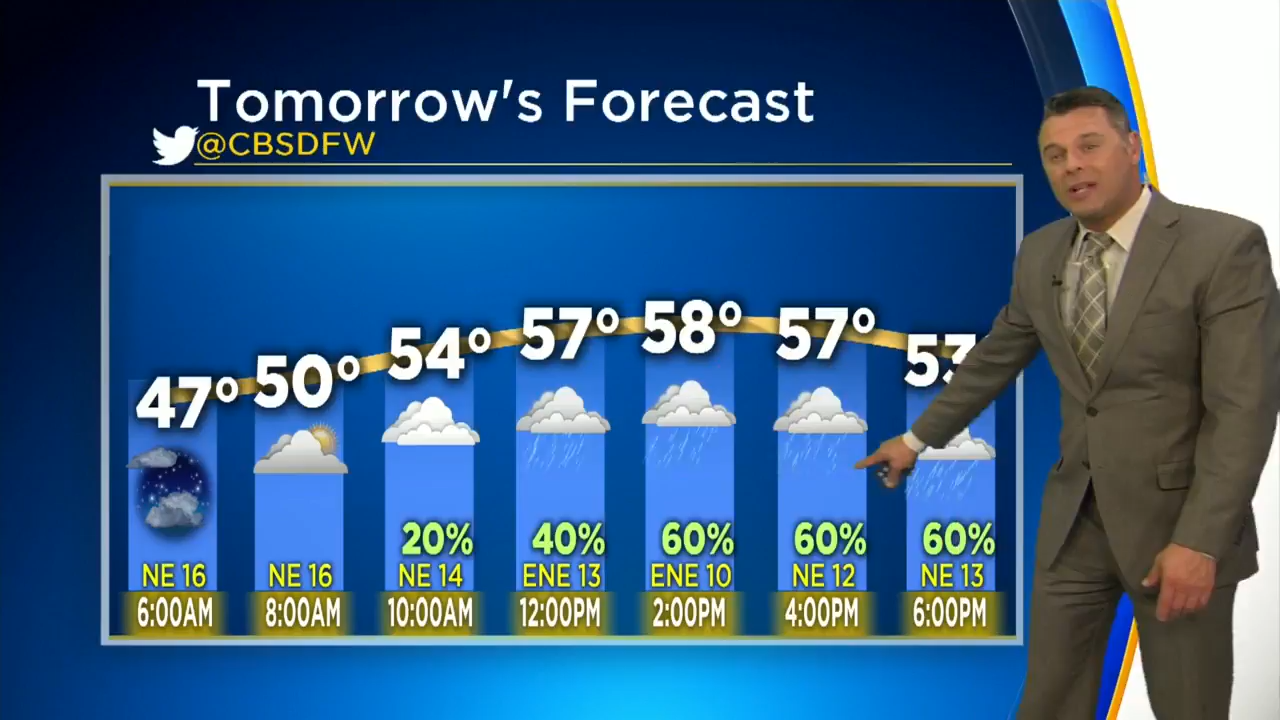 Tomorrow's Forecast
@CBSDFW
47° 50° 54° 57° 58° 57° 53
20% 40% 60% 60% 60%
NE 16 NE 16 NE 14 ENE 13 ENE 10 NE 12 NE 13
6:00AM 8:00AM 10:00AM 12:00PM 2:00PM 4:00PM 6:00PM